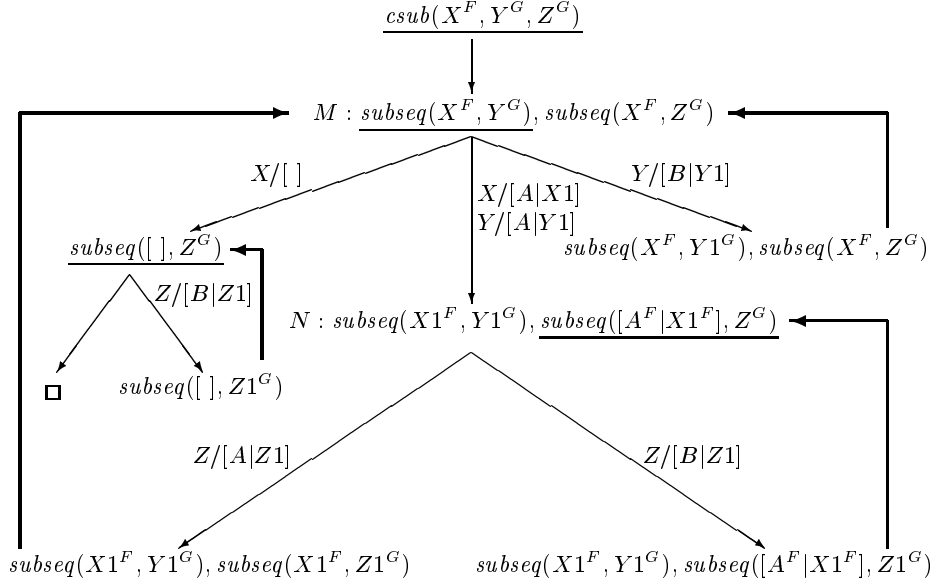 csub(X^F, Y^G, Z^G)
M : subseq(X^F, Y^G), subseq(X^F, Z^G)
X/[ ]
X/[A|X1]
Y/[A|Y1]
Y/[B|Y1]
subseq([ ], Z^G)
subseq(X^F, Y1^G), subseq(X^F, Z^G)
Z/[B|Z1]
N : subseq(X1^F, Y1^G), subseq([A^F|X1^F], Z^G)
subseq([ ], Z1^G)
Z/[A|Z1]
Z/[B|Z1]
subseq(X1^F, Y1^G), subseq(X1^F, Z1^G)
subseq(X1^F, Y1^G), subseq([A^F|X1^F], Z1^G)